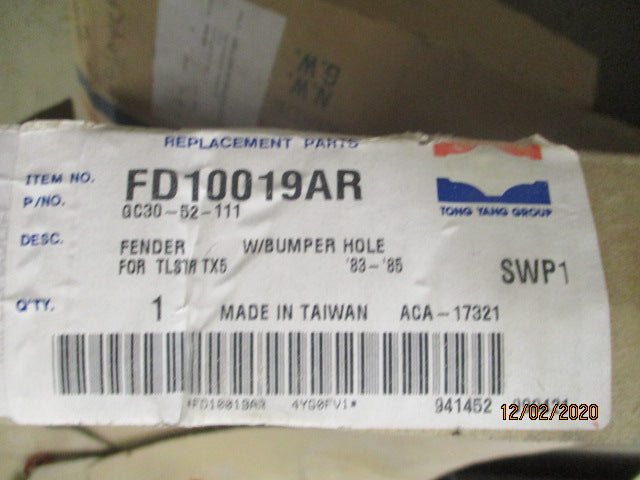 N.W.
G.W.
REPLACEMENT PARTS
ITEM NO. FD10019AR
P/NO. GC30-52-111
TONG YANG GROUP
DESC. FENDER W/BUMPER HOLE
FOR TLSTR TX5 '83-'85
SWP1
Q'TY. 1 MADE IN TAIWAN ACA-17321
*FD10019AR 4YG0FV1*
941452
12/02/2020